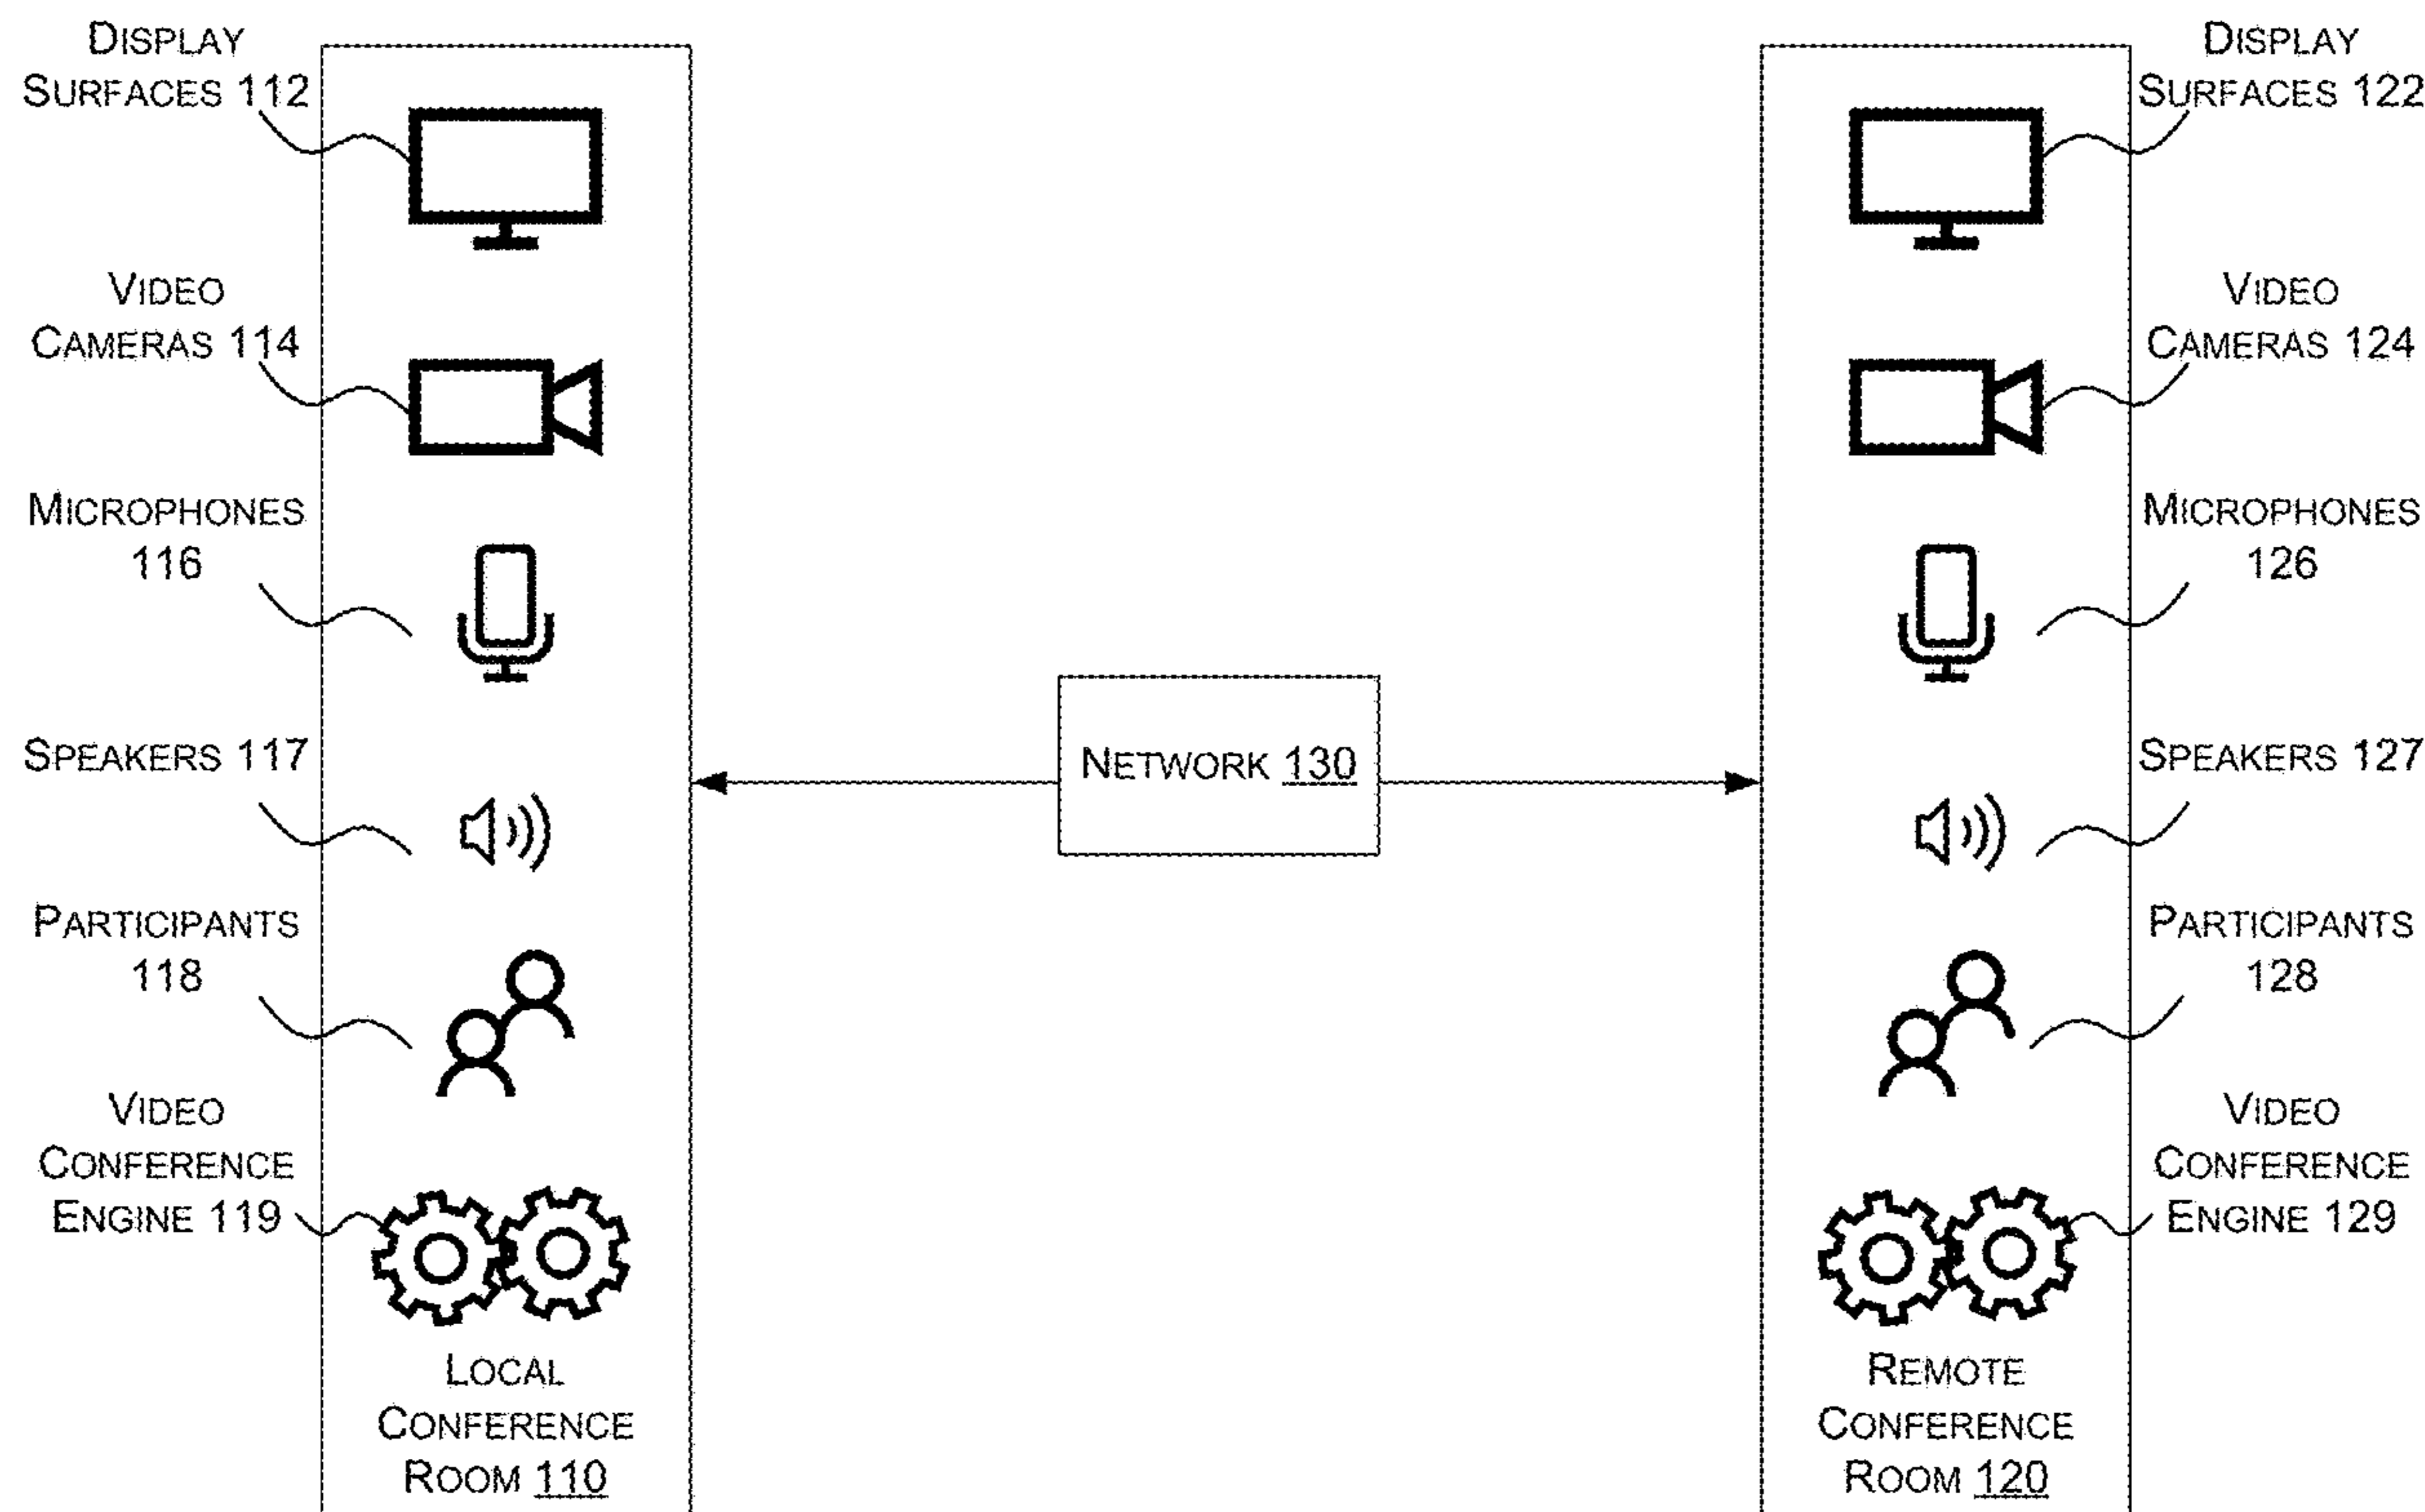 DISPLAY
SURFACES 112
VIDEO
CAMERAS 114
MICROPHONES
116
SPEAKERS 117
PARTICIPANTS
118
VIDEO
CONFERENCE
ENGINE 119
LOCAL
CONFERENCE
ROOM 110
NETWORK 130
DISPLAY
SURFACES 122
VIDEO
CAMERAS 124
MICROPHONES
126
SPEAKERS 127
PARTICIPANTS
128
VIDEO
CONFERENCE
ENGINE 129
REMOTE
CONFERENCE
ROOM 120